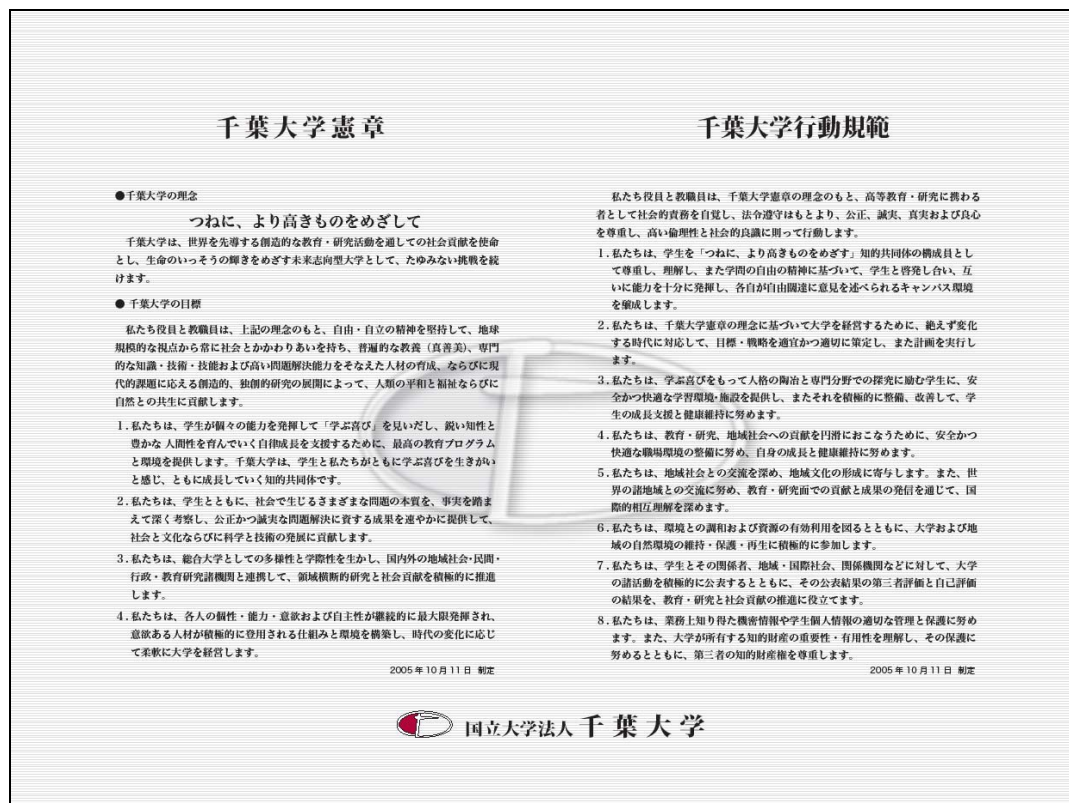 千葉大学憲章
●千葉大学の理念
つねに、より高きものをめざして
千葉大学は、世界を先導する創造的な教育・研究活動を通しての社会貢献を使命
とし、生命のいっそうの輝きをめざす未来志向型大学として、たゆみない挑戦を続
けます。
● 千葉大学の目標
私たち役員と教職員は、上記の理念のもと、自由・自立の精神を堅持して、地球
規模的な視点から常に社会とかかわりあいを持ち、普遍的な教養（真善美）、専門
的な知識・技術・技能および高い問題解決能力をそなえた人材の育成、ならびに現
代的課題に応える創造的、独創的研究の展開によって、人類の平和と福祉ならびに
自然との共生に貢献します。
1．私たちは、学生が個々の能力を発揮して「学ぶ喜び」を見いだし、鋭い知性と
豊かな 人間性を育んでいく自律成長を支援するために、最高の教育プログラム
と環境を提供します。千葉大学は、学生と私たちがともに学ぶ喜びを生きがい
と感じ、ともに成長していく知的共同体です。
2．私たちは、学生とともに、社会で生じるさまざまな問題の本質を、事実を踏ま
えて深く考察し、公正かつ誠実な問題解決に資する成果を速やかに提供して、
社会と文化ならびに科学と技術の発展に貢献します。
3．私たちは、総合大学としての多様性と学際性を生かし、国内外の地域社会・民間・
行政・教育研究諸機関と連携して、領域横断的研究と社会貢献を積極的に推進
します。
4．私たちは、各人の個性・能力・意欲および自主性が継続的に最大限発揮され、
意欲ある人材が積極的に登用される仕組みと環境を構築し、時代の変化に応じ
て柔軟に大学を経営します。
2005年10月11日 制定
千葉大学行動規範
私たち役員と教職員は、千葉大学憲章の理念のもと、高等教育・研究に携わる
者として社会的責務を自覚し、法令遵守はもとより、公正、誠実、真実および良心
を尊重し、高い倫理性と社会的良識に則って行動します。
1．私たちは、学生を「つねに、より高きものをめざす」知的共同体の構成員とし
て尊重し、理解し、また学問の自由の精神に基づいて、学生と啓発し合い、互
いに能力を十分に発揮し、各自が自由闊達に意見を述べられるキャンパス環境
を醸成します。
2．私たちは、千葉大学憲章の理念に基づいて大学を経営するために、絶えず変化
する時代に対応して、目標・戦略を適宜かつ適切に策定し、また計画を実行し
ます。
3．私たちは、学ぶ喜びをもって人格の陶冶と専門分野での探究に励む学生に、安
全かつ快適な学習環境・施設を提供し、またそれを積極的に整備、改善して、学
生の成長支援と健康維持に努めます。
4．私たちは、教育・研究、地域社会への貢献を円滑におこなうために、安全かつ
快適な職場環境の整備に努め、自身の成長と健康維持に努めます。
5．私たちは、地域社会との交流を深め、地域文化の形成に寄与します。また、世
界の諸地域との交流に努め、教育・研究面での貢献と成果の発信を通じて、国
際的相互理解を深めます。
6．私たちは、環境との調和および資源の有効利用を図るとともに、大学および地
域の自然環境の維持・保護・再生に積極的に参加します。
7．私たちは、学生とその関係者、地域・国際社会、関係機関などに対して、大学
の諸活動を積極的に公表するとともに、その公表結果の第三者評価と自己評価
の結果を、教育・研究と社会貢献の推進に役立てます。
8．私たちは、業務上知り得た機密情報や学生個人情報の適切な管理と保護に努め
ます。また、大学が所有する知的財産の重要性・有用性を理解し、その保護に
努めるとともに、第三者の知的財産権を尊重します。
2005年10月11日 制定
国立大学法人 千葉大学